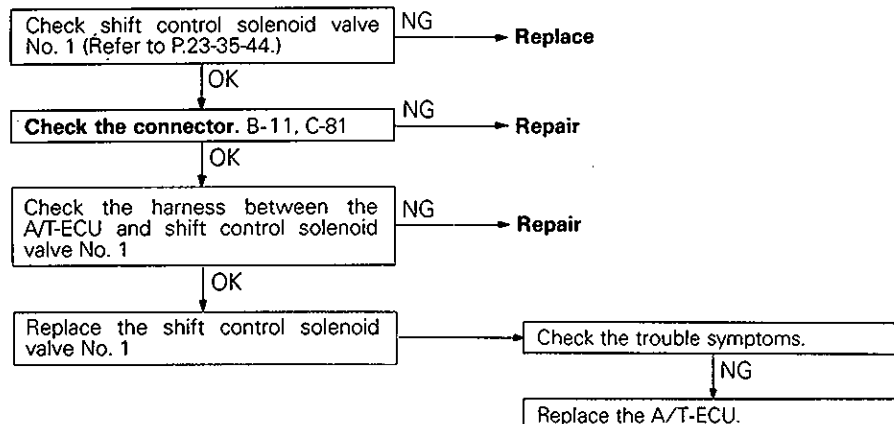 Check shift control solenoid valve
No. 1 (Refer to P.23-35-44.)
NG
Replace
OK
Check the connector. B-11, C-81
NG
Repair
OK
Check the harness between the
A/T-ECU and shift control solenoid
valve No. 1
NG
Repair
OK
Replace the shift control solenoid
valve No. 1
Check the trouble symptoms.
NG
Replace the A/T-ECU.